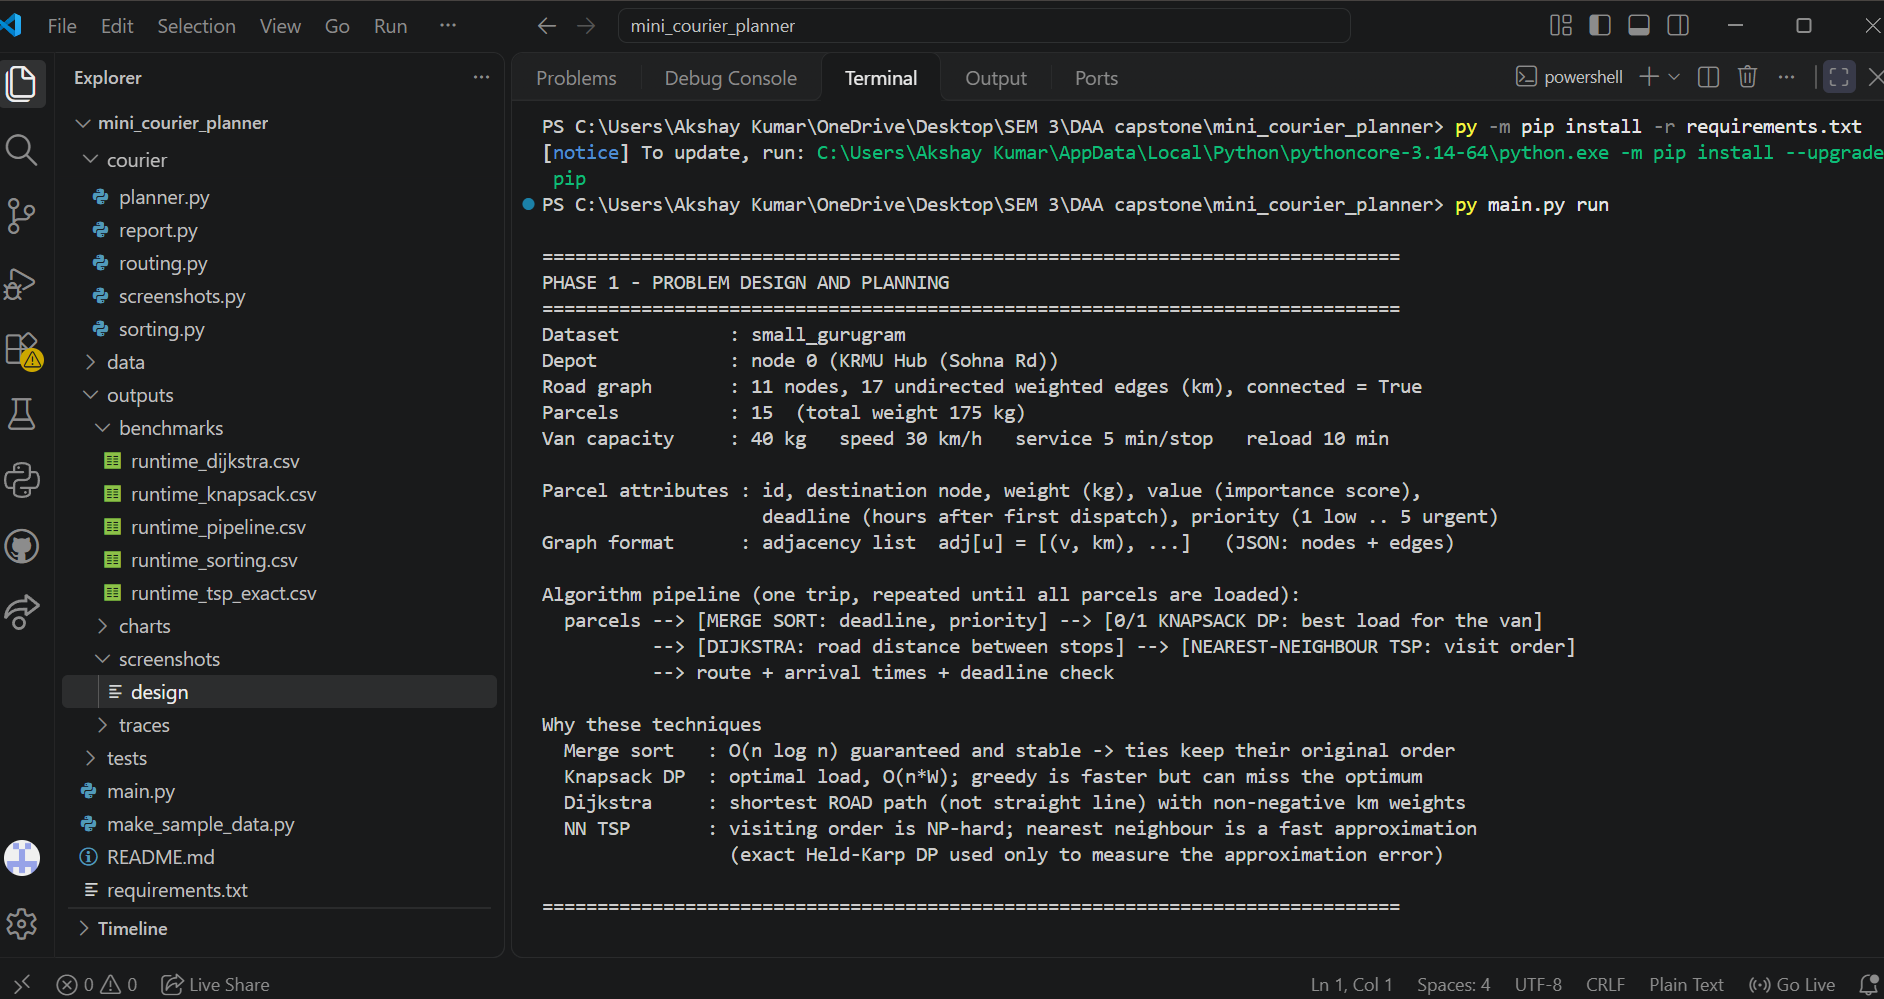 File Edit Selection View Go Run ···
mini_courier_planner
Explorer ···
mini_courier_planner
courier
planner.py
report.py
routing.py
screenshots.py
sorting.py
data
outputs
benchmarks
runtime_dijkstra.csv
runtime_knapsack.csv
runtime_pipeline.csv
runtime_sorting.csv
runtime_tsp_exact.csv
charts
screenshots
design
traces
tests
main.py
make_sample_data.py
README.md
requirements.txt
Timeline
Problems Debug Console Terminal Output Ports
powershell
PS C:\Users\Akshay Kumar\OneDrive\Desktop\SEM 3\DAA capstone\mini_courier_planner> py -m pip install -r requirements.txt
[notice] To update, run: C:\Users\Akshay Kumar\AppData\Local\Python\pythoncore-3.14-64\python.exe -m pip install --upgrade
pip
PS C:\Users\Akshay Kumar\OneDrive\Desktop\SEM 3\DAA capstone\mini_courier_planner> py main.py run
==============================================================================
PHASE 1 - PROBLEM DESIGN AND PLANNING
==============================================================================
Dataset : small_gurugram
Depot : node 0 (KRMU Hub (Sohna Rd))
Road graph : 11 nodes, 17 undirected weighted edges (km), connected = True
Parcels : 15 (total weight 175 kg)
Van capacity : 40 kg speed 30 km/h service 5 min/stop reload 10 min
Parcel attributes : id, destination node, weight (kg), value (importance score),
deadline (hours after first dispatch), priority (1 low .. 5 urgent)
Graph format : adjacency list adj[u] = [(v, km), ...] (JSON: nodes + edges)
Algorithm pipeline (one trip, repeated until all parcels are loaded):
parcels --> [MERGE SORT: deadline, priority] --> [0/1 KNAPSACK DP: best load for the van]
--> [DIJKSTRA: road distance between stops] --> [NEAREST-NEIGHBOUR TSP: visit order]
--> route + arrival times + deadline check
Why these techniques
Merge sort : O(n log n) guaranteed and stable -> ties keep their original order
Knapsack DP : optimal load, O(n*W); greedy is faster but can miss the optimum
Dijkstra : shortest ROAD path (not straight line) with non-negative km weights
NN TSP : visiting order is NP-hard; nearest neighbour is a fast approximation
(exact Held-Karp DP used only to measure the approximation error)
==============================================================================
0 0 Live Share
Ln 1, Col 1 Spaces: 4 UTF-8 CRLF Plain Text Go Live